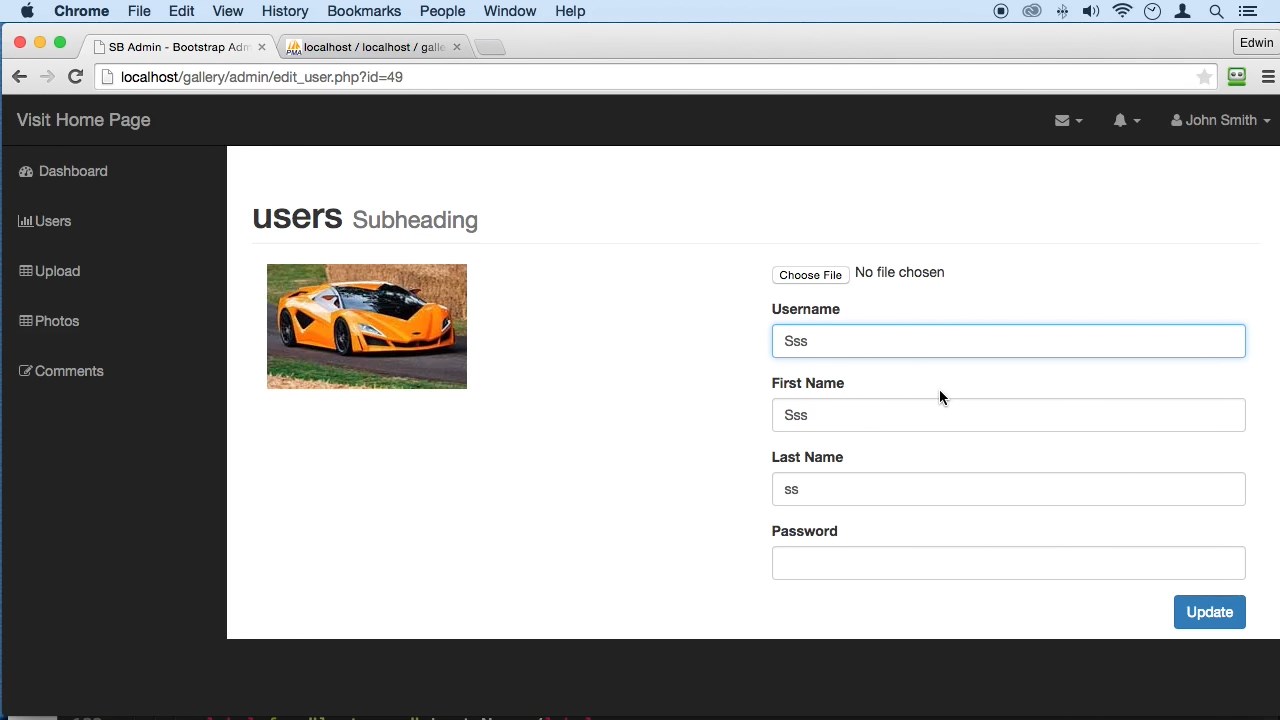 Chrome File Edit View History Bookmarks People Window Help
SB Admin - Bootstrap Adm
PMA localhost / localhost / galle
Edwin
localhost/gallery/admin/edit_user.php?id=49
Visit Home Page
John Smith
Dashboard
Users
Upload
Photos
Comments
users Subheading
Choose File No file chosen
Username
Sss
First Name
Sss
Last Name
ss
Password
Update